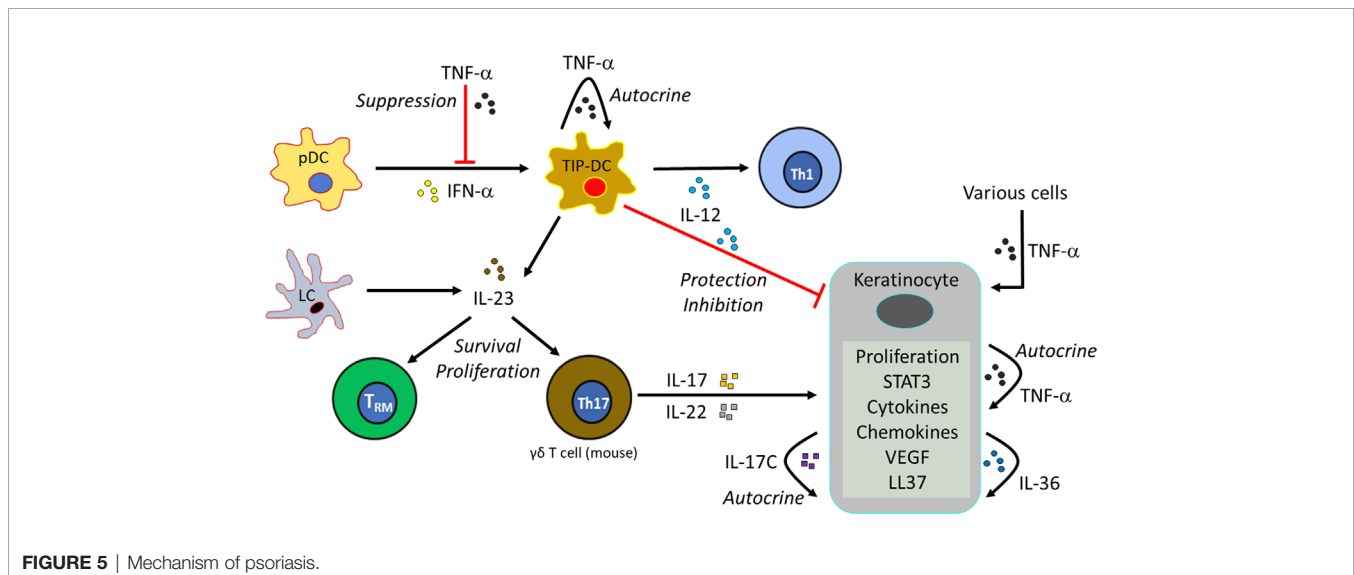 TNF-α
Suppression
TNF-α
Autocrine
pDC
IFN-α
TIP-DC
IL-12
Th1
Various cells
TNF-α
LC
IL-23
Protection
Inhibition
Keratinocyte
Survival
Proliferation
TRM
Th17
γδ T cell (mouse)
IL-17
IL-22
Proliferation
STAT3
Cytokines
Chemokines
VEGF
LL37
Autocrine
TNF-α
IL-17C
Autocrine
IL-36
FIGURE 5 | Mechanism of psoriasis.